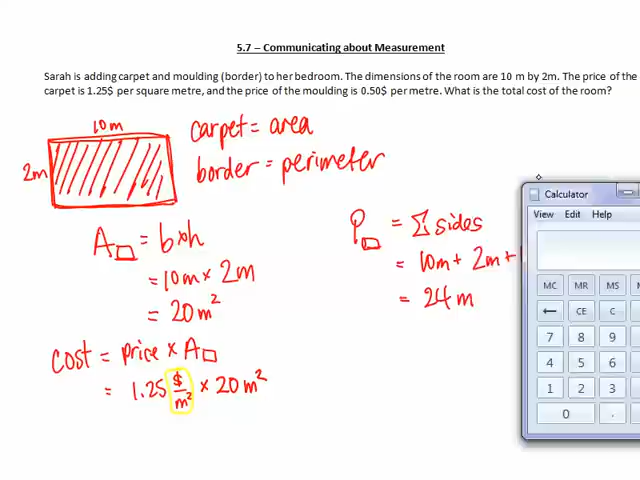 5.7 – Communicating about Measurement
Sarah is adding carpet and moulding (border) to her bedroom. The dimensions of the room are 10 m by 2m. The price of the
carpet is 1.25$ per square metre, and the price of the moulding is 0.50$ per metre. What is the total cost of the room?
10m
2m
carpet = area
border = perimeter
A▭ = b×h
= 10m × 2m
= 20m²
cost = price × A▭
= 1.25 $/m² × 20m²
P▭ = Σ sides
= 10m + 2m +
= 24m
Calculator
View Edit Help
MC MR MS
← CE C
7 8 9
4 5 6
1 2 3
0 .